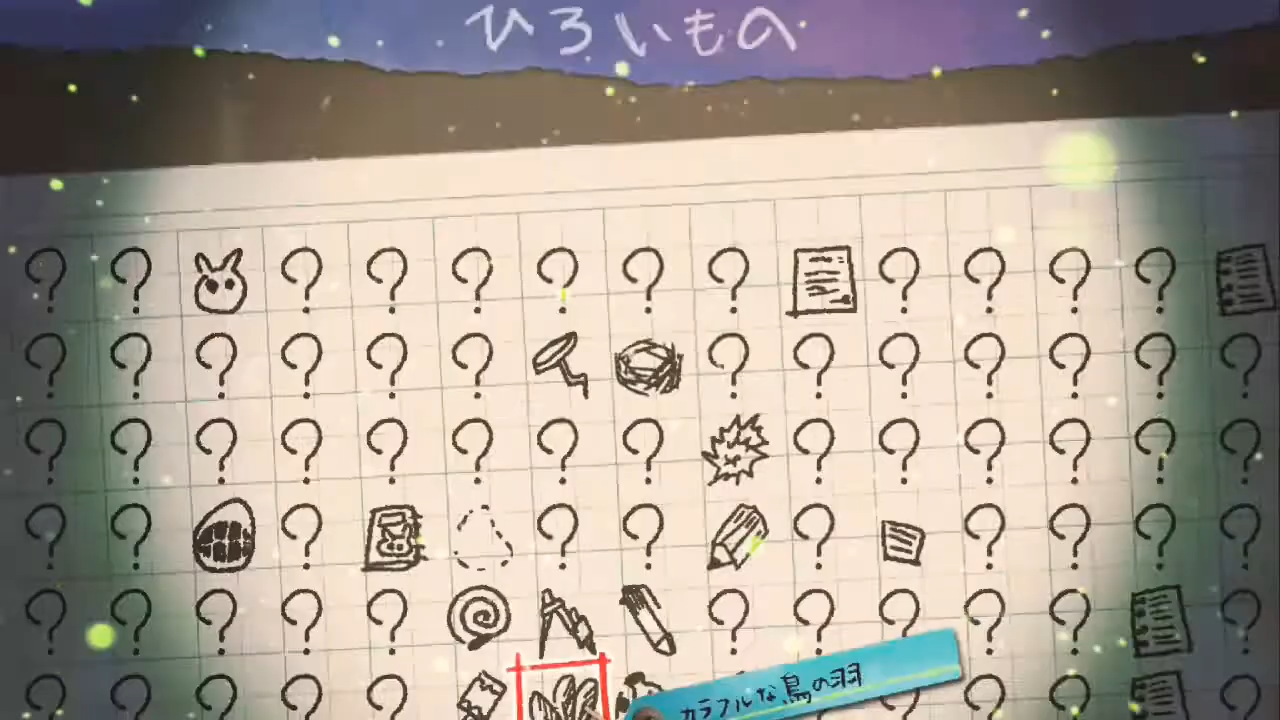 ひろいもの
? ? ? ? ? ? ? ? ? ? ? ?
? ? ? ? ? ? ? ? ? ? ? ? ?
? ? ? ? ? ? ? ? ? ? ? ? ? ?
? ? ? ? ? ? ? ? ?
? ? ? ? ? ? ? ? ? ? ?
? ? ? ? ? ? ?
カラフルな鳥の羽